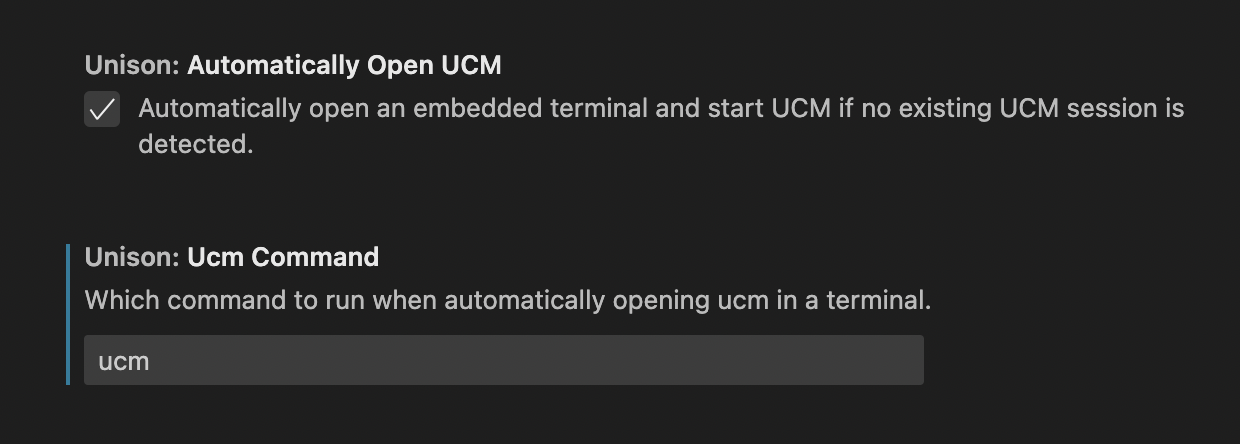 Unison: Automatically Open UCM
Automatically open an embedded terminal and start UCM if no existing UCM session is
detected.
Unison: Ucm Command
Which command to run when automatically opening ucm in a terminal.
ucm